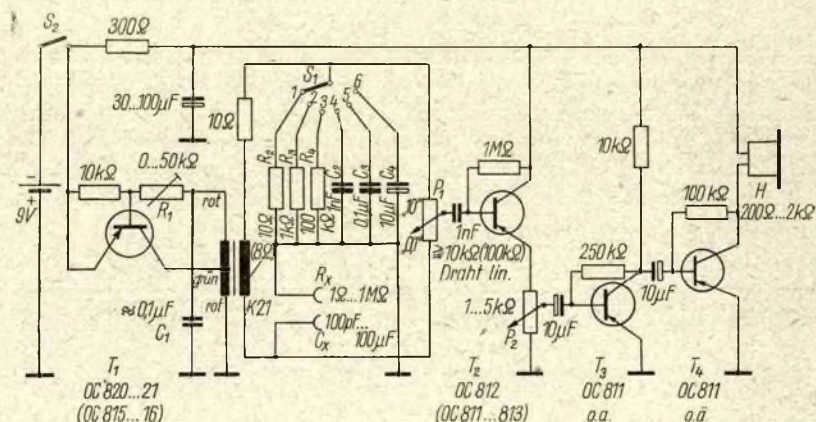 S2
300Ω
30...100µF
9V
10kΩ
0...50kΩ
R1
rot
grün
rot
≈0,1µF
C1
K21
(8Ω)
10Ω
S1
1
2
3
4
5
6
R2
10Ω
R3
1kΩ
R4
100
kΩ
C2
1nF
C3
0,1µF
C4
10µF
Rx
1Ω...1MΩ
100pF...
Cx 100µF
P1
10
0,1
1nF
≧10kΩ(100kΩ)
Draht lin.
1MΩ
1...5kΩ
P2
10µF
250kΩ
10kΩ
10µF
100kΩ
H
200Ω...2kΩ
T1
OC 820...21
(OC 815...16)
T2
OC 812
(OC 811...813)
T3
OC 811
o.ä.
T4
OC 811
o.ä